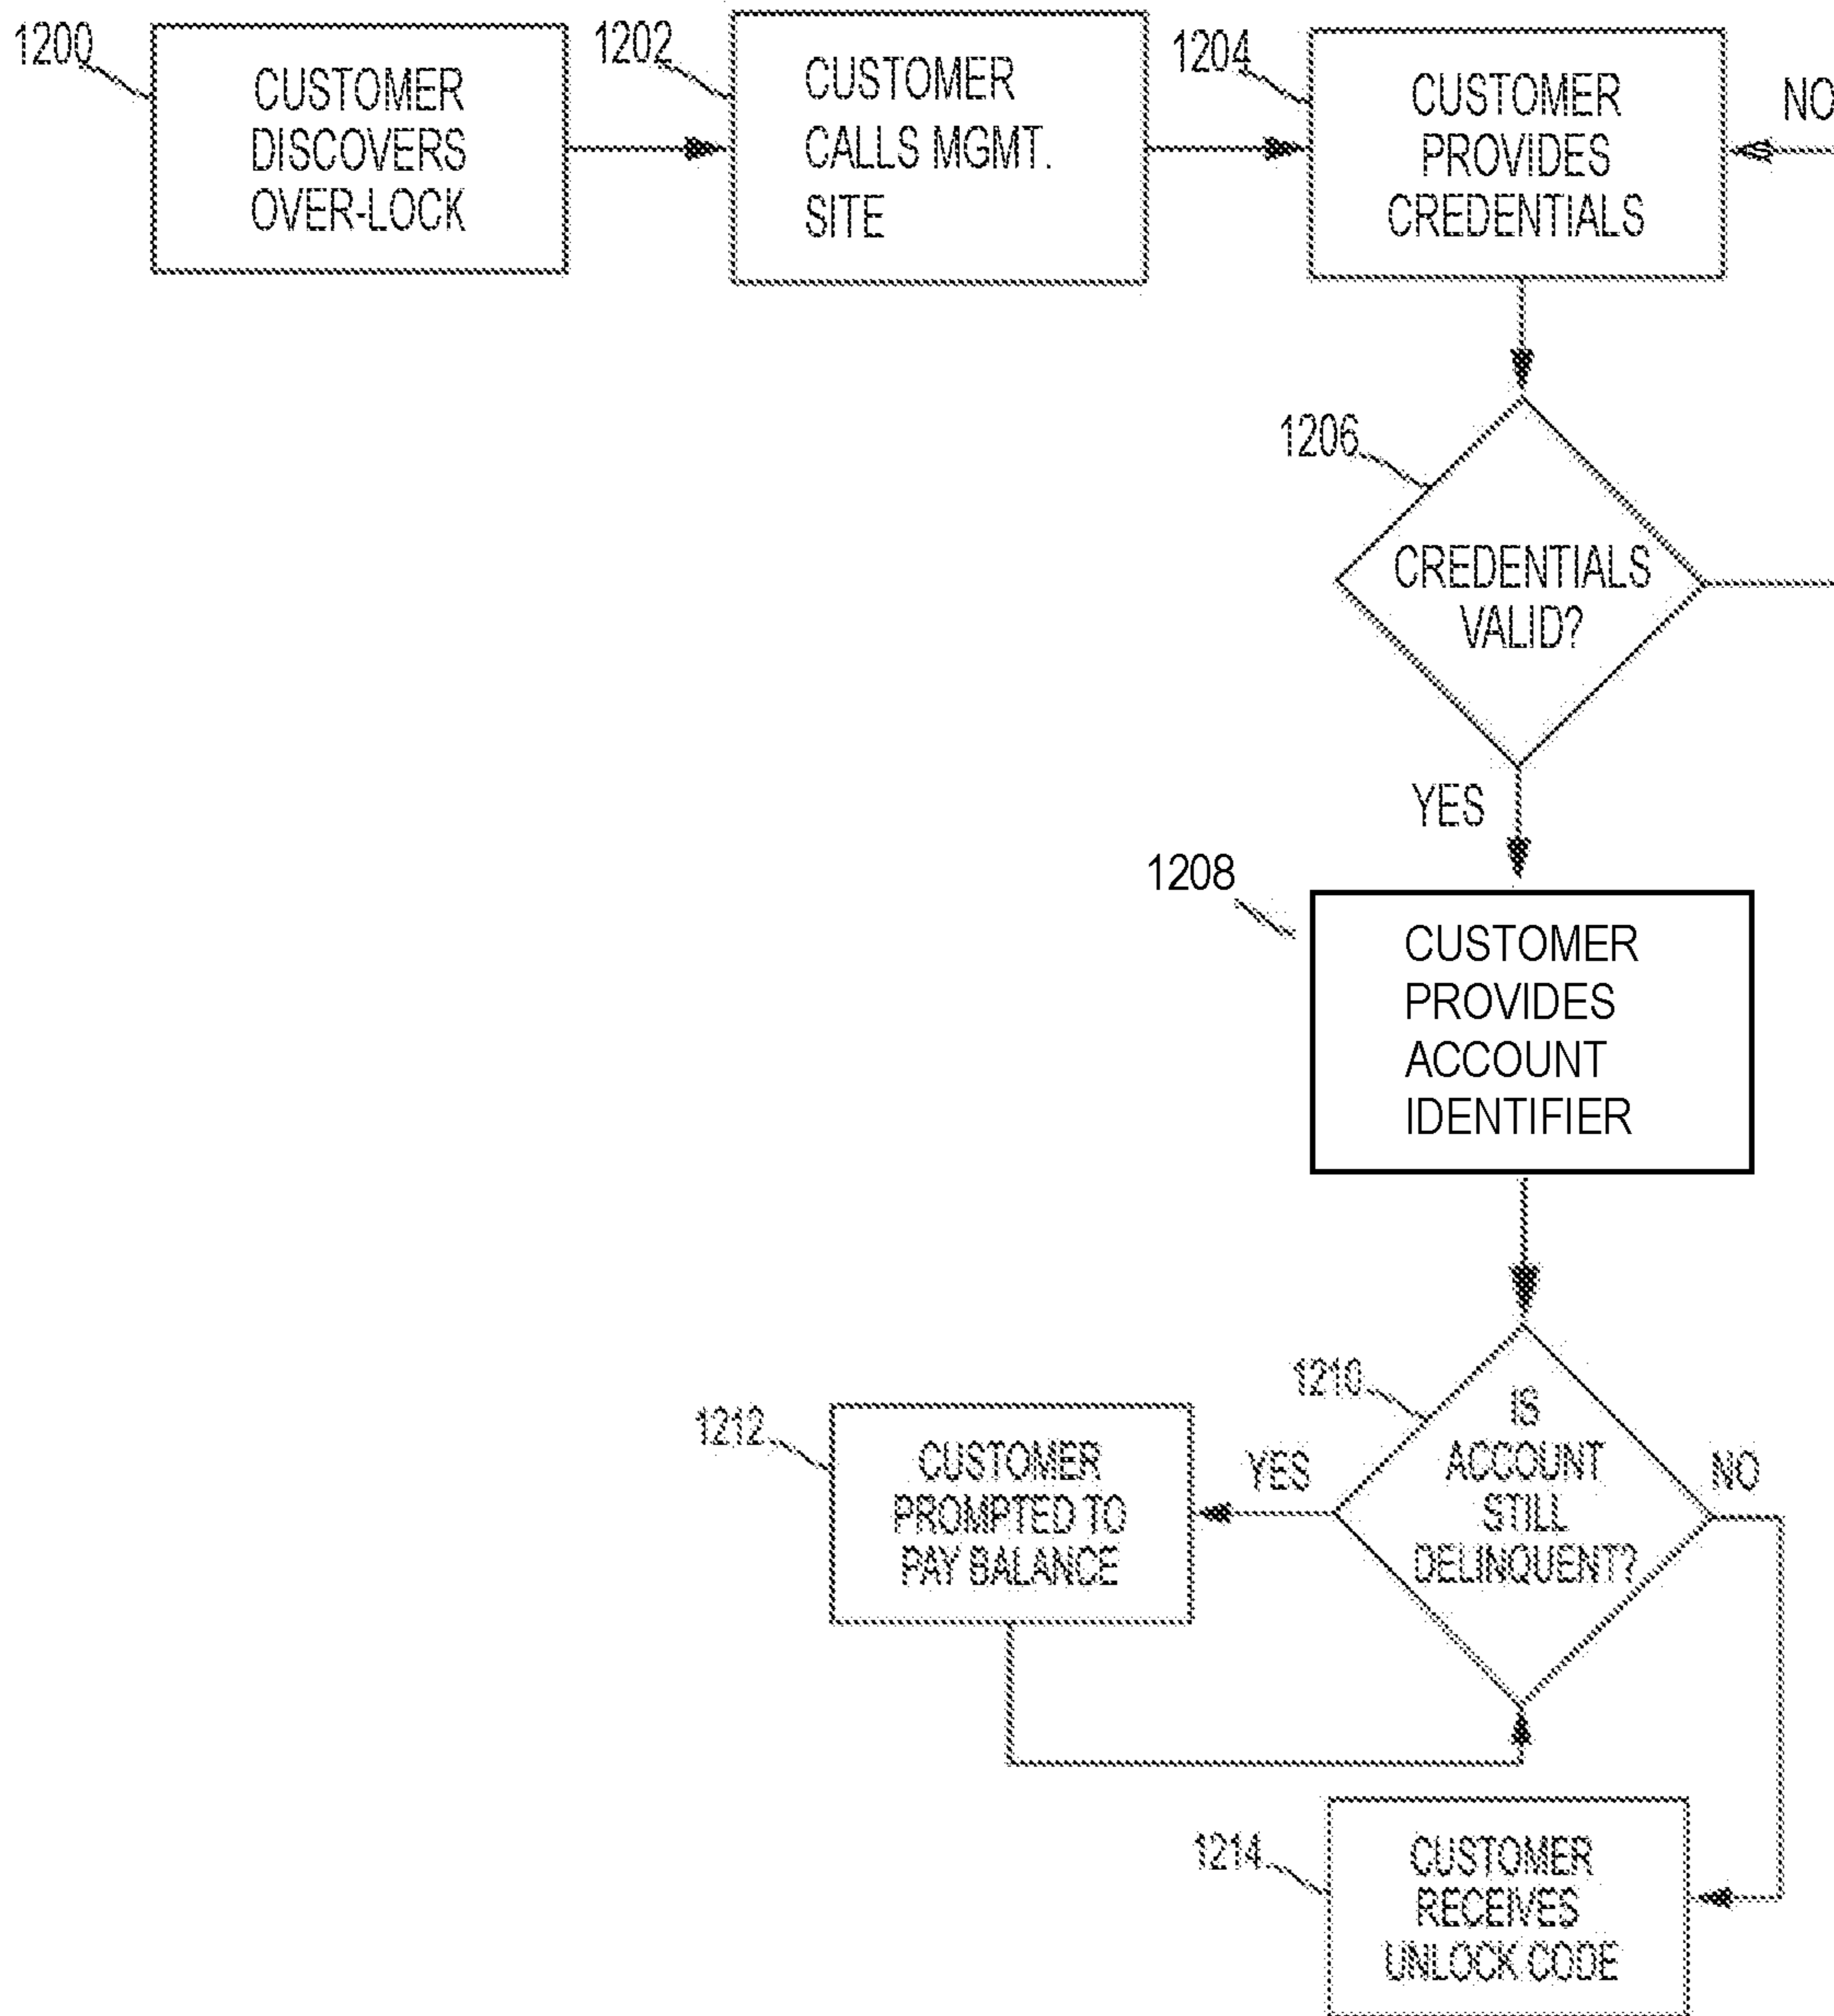 1200
CUSTOMER
DISCOVERS
OVER-LOCK
1202
CUSTOMER
CALLS MGMT.
SITE
1204
CUSTOMER
PROVIDES
CREDENTIALS
NO
1206
CREDENTIALS
VALID?
YES
1208
CUSTOMER
PROVIDES
ACCOUNT
IDENTIFIER
1210
IS
ACCOUNT
STILL
DELINQUENT?
YES
NO
1212
CUSTOMER
PROMPTED TO
PAY BALANCE
1214
CUSTOMER
RECEIVES
UNLOCK CODE